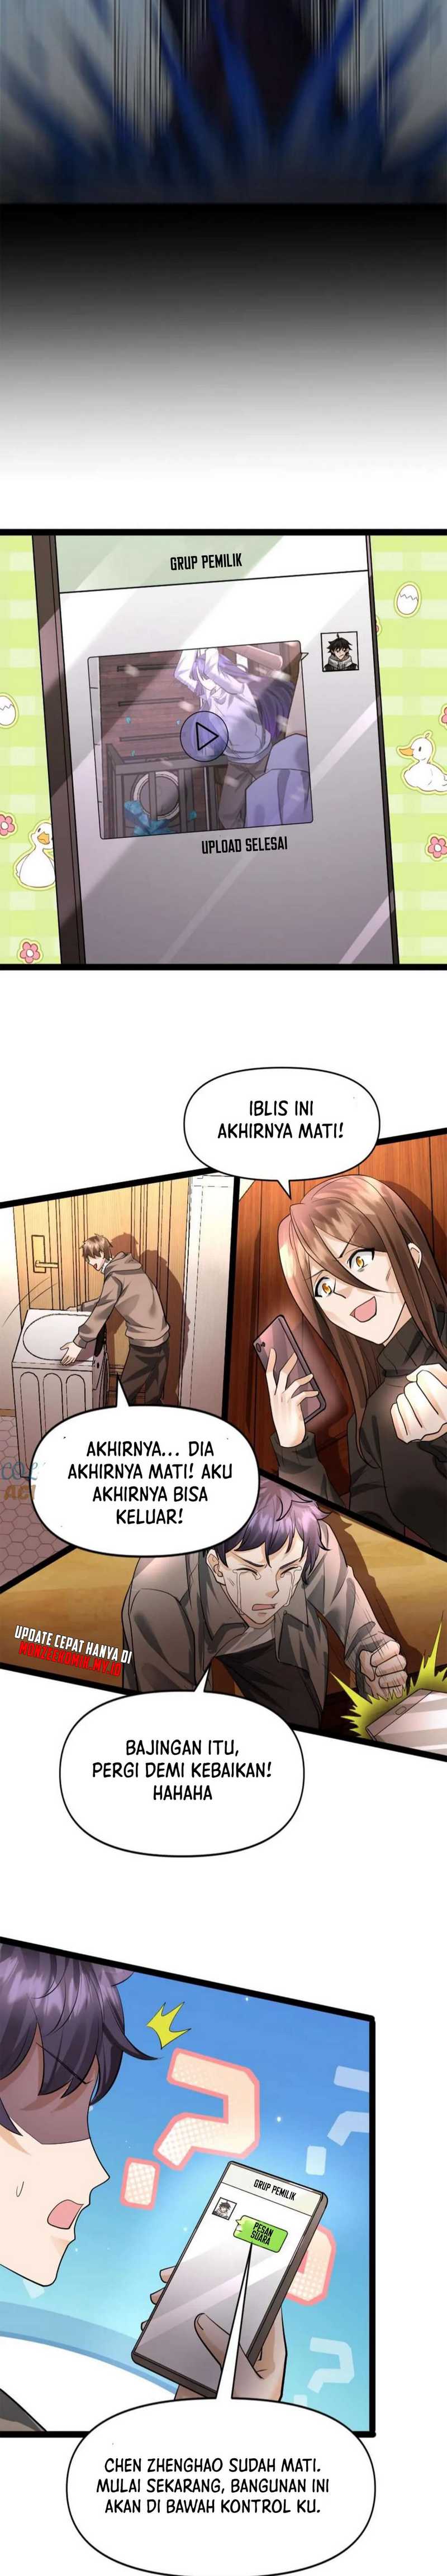 GRUP PEMILIK
UPLOAD SELESAI
IBLIS INI
AKHIRNYA MATI!
AKHIRNYA... DIA
AKHIRNYA MATI! AKU
AKHIRNYA BISA
KELUAR!
UPDATE CEPAT HANYA DI
BAJINGAN ITU,
PERGI DEMI KEBAIKAN!
HAHAHA
GRUP PEMILIK
PESAN
SUARA
CHEN ZHENGHAO SUDAH MATI.
MULAI SEKARANG, BANGUNAN INI
AKAN DI BAWAH KONTROL KU.